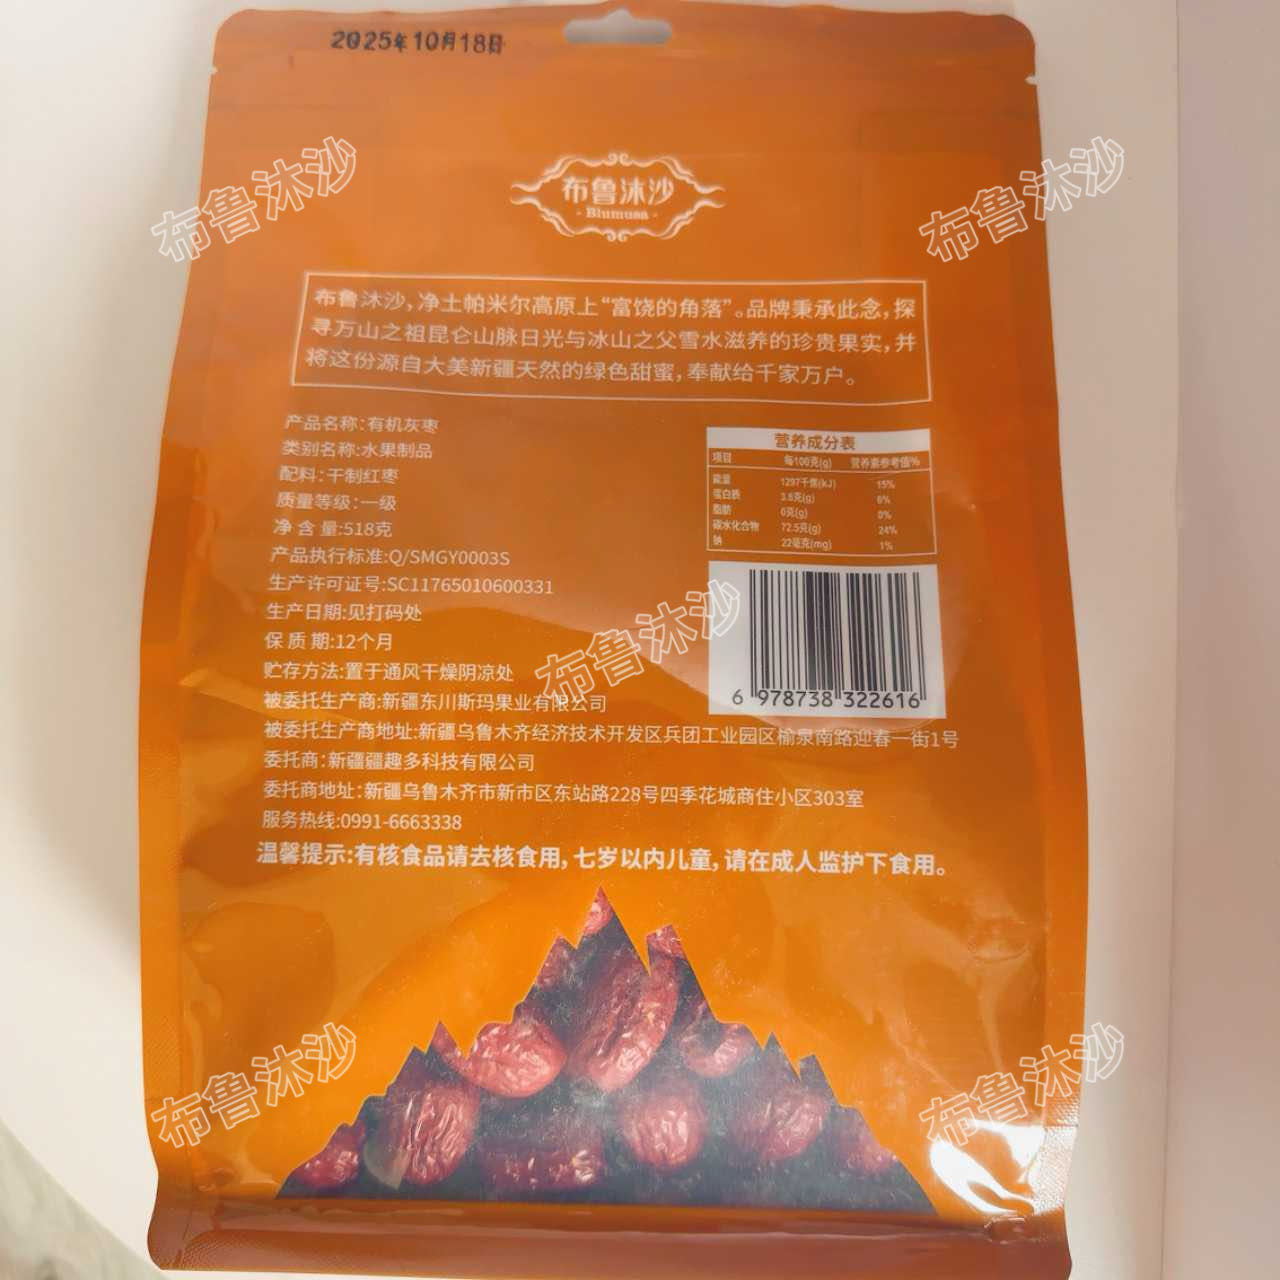 2025年10月18日
布鲁沐沙
布鲁沐沙
布鲁沐沙
Blumusa
布鲁沐沙,净土帕米尔高原上“富饶的角落”。品牌秉承此念,探
寻万山之祖昆仑山脉日光与冰山之父雪水滋养的珍贵果实,并
将这份源自大美新疆天然的绿色甜蜜,奉献给千家万户。
产品名称:有机灰枣
类别名称:水果制品
配料:干制红枣
质量等级:一级
净 含 量:518克
产品执行标准:Q/SMGY0003S
生产许可证号:SC11765010600331
生产日期:见打码处
保 质 期:12个月
贮存方法:置于通风干燥阴凉处
营养成分表
项目 每100克(g) 营养素参考值%
能量 1297千焦(kJ) 15%
蛋白质 3.8克(g) 6%
脂肪 0克(g) 0%
碳水化合物 72.5克(g) 24%
钠 22毫克(mg) 1%
6 978738 322616
布鲁沐沙
被委托生产商:新疆东川斯玛果业有限公司
被委托生产商地址:新疆乌鲁木齐经济技术开发区兵团工业园区榆泉南路迎春一街1号
委托商:新疆疆趣多科技有限公司
委托商地址:新疆乌鲁木齐市新市区东站路228号四季花城商住小区303室
服务热线:0991-6663338
温馨提示:有核食品请去核食用,七岁以内儿童,请在成人监护下食用。
布鲁沐沙
布鲁沐沙